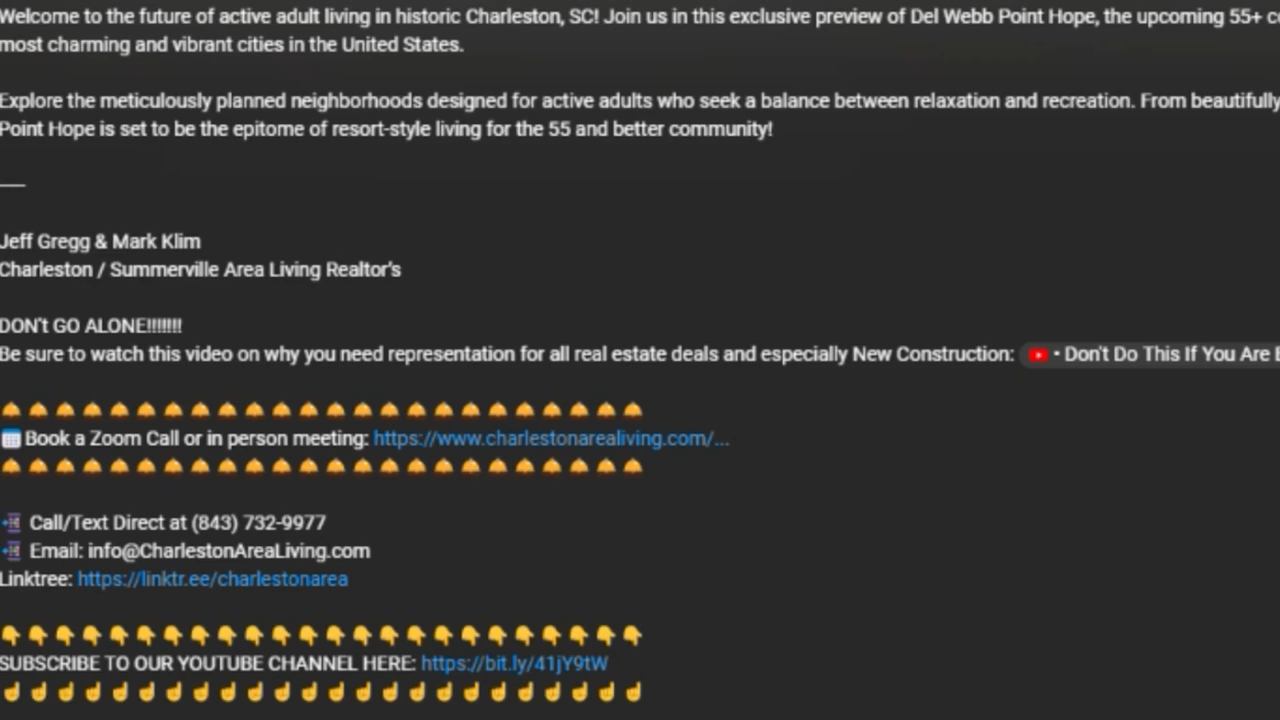 Welcome to the future of active adult living in historic Charleston, SC! Join us in this exclusive preview of Del Webb Point Hope, the upcoming 55+
most charming and vibrant cities in the United States.
Explore the meticulously planned neighborhoods designed for active adults who seek a balance between relaxation and recreation. From beautifully
Point Hope is set to be the epitome of resort-style living for the 55 and better community!
Jeff Gregg & Mark Klim
Charleston / Summerville Area Living Realtor's
DON't GO ALONE!!!!!!!
Be sure to watch this video on why you need representation for all real estate deals and especially New Construction: • Don't Do This If You Are
Book a Zoom Call or in person meeting: https://www.charlestonarealiving.com/...
Call/Text Direct at (843) 732-9977
Email: info@CharlestonAreaLiving.com
Linktree: https://linktr.ee/charlestonarea
SUBSCRIBE TO OUR YOUTUBE CHANNEL HERE: https://bit.ly/41jY9tW